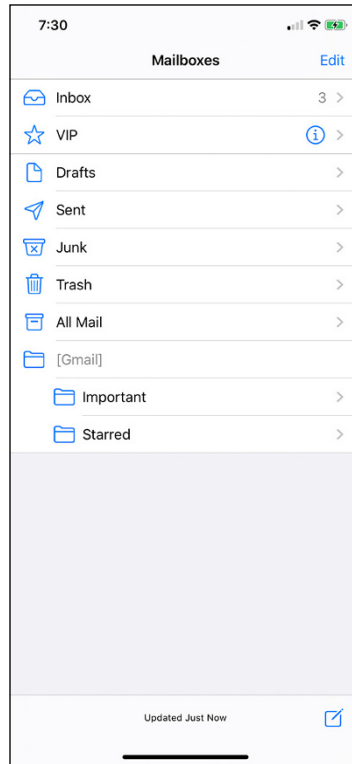 7:30
Mailboxes Edit
Inbox 3
VIP
Drafts
Sent
Junk
Trash
All Mail
[Gmail]
Important
Starred
Updated Just Now